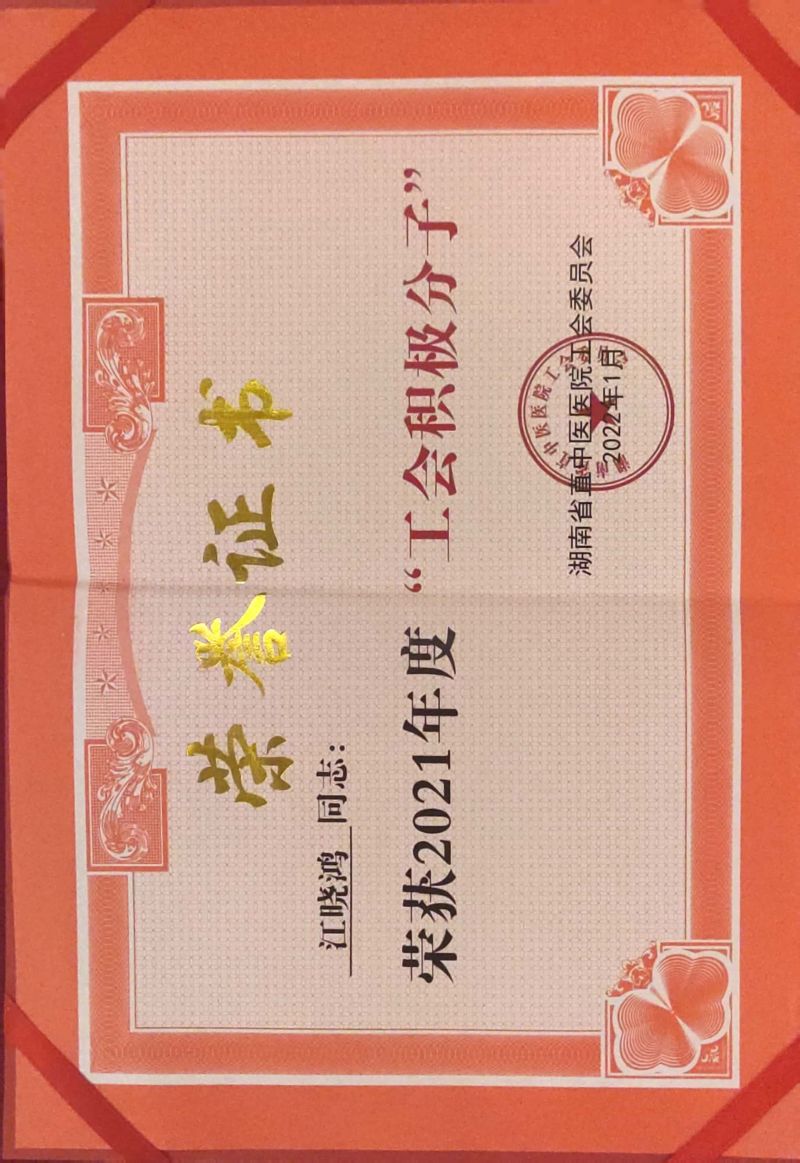 荣誉证书
江晓鸿 同志：
荣获2021年度“工会积极分子”
湖南省直中医医院工会委员会
2022年1月